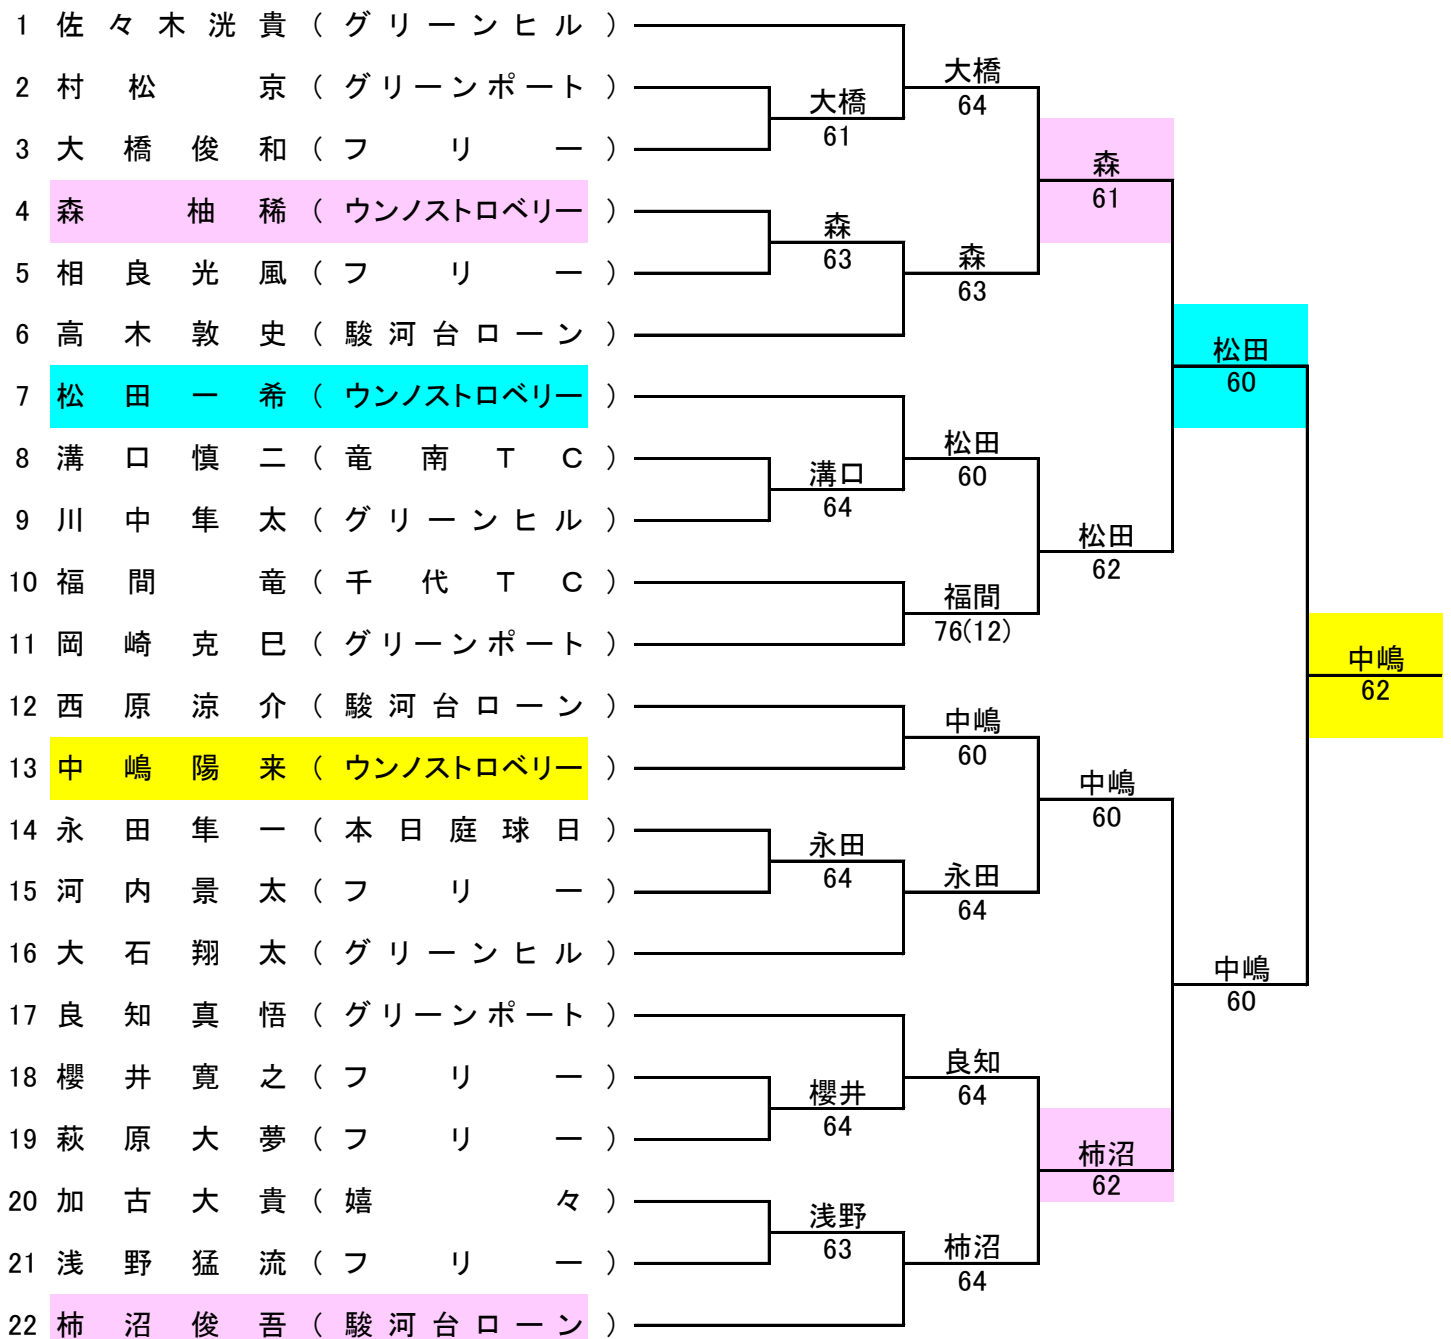 1 佐々木洸貴(グリーンヒル)
2 村松 京(グリーンポート)
3 大橋俊和(フリー)
4 森 柚稀(ウンノストロベリー)
5 相良光風(フリー)
6 高木敦史(駿河台ローン)
7 松田一希(ウンノストロベリー)
8 溝口慎二(竜南TC)
9 川中隼太(グリーンヒル)
10 福間 竜(千代TC)
11 岡崎克巳(グリーンポート)
12 西原涼介(駿河台ローン)
13 中嶋陽来(ウンノストロベリー)
14 永田隼一(本日庭球日)
15 河内景太(フリー)
16 大石翔太(グリーンヒル)
17 良知真悟(グリーンポート)
18 櫻井寛之(フリー)
19 萩原大夢(フリー)
20 加古大貴(嬉々)
21 浅野猛流(フリー)
22 柿沼俊吾(駿河台ローン)
大橋
61
森
63
溝口
64
永田
64
櫻井
64
浅野
63
大橋
64
森
63
松田
60
福間
76(12)
中嶋
60
永田
64
良知
64
柿沼
64
森
61
松田
62
中嶋
60
柿沼
62
松田
60
中嶋
60
中嶋
62